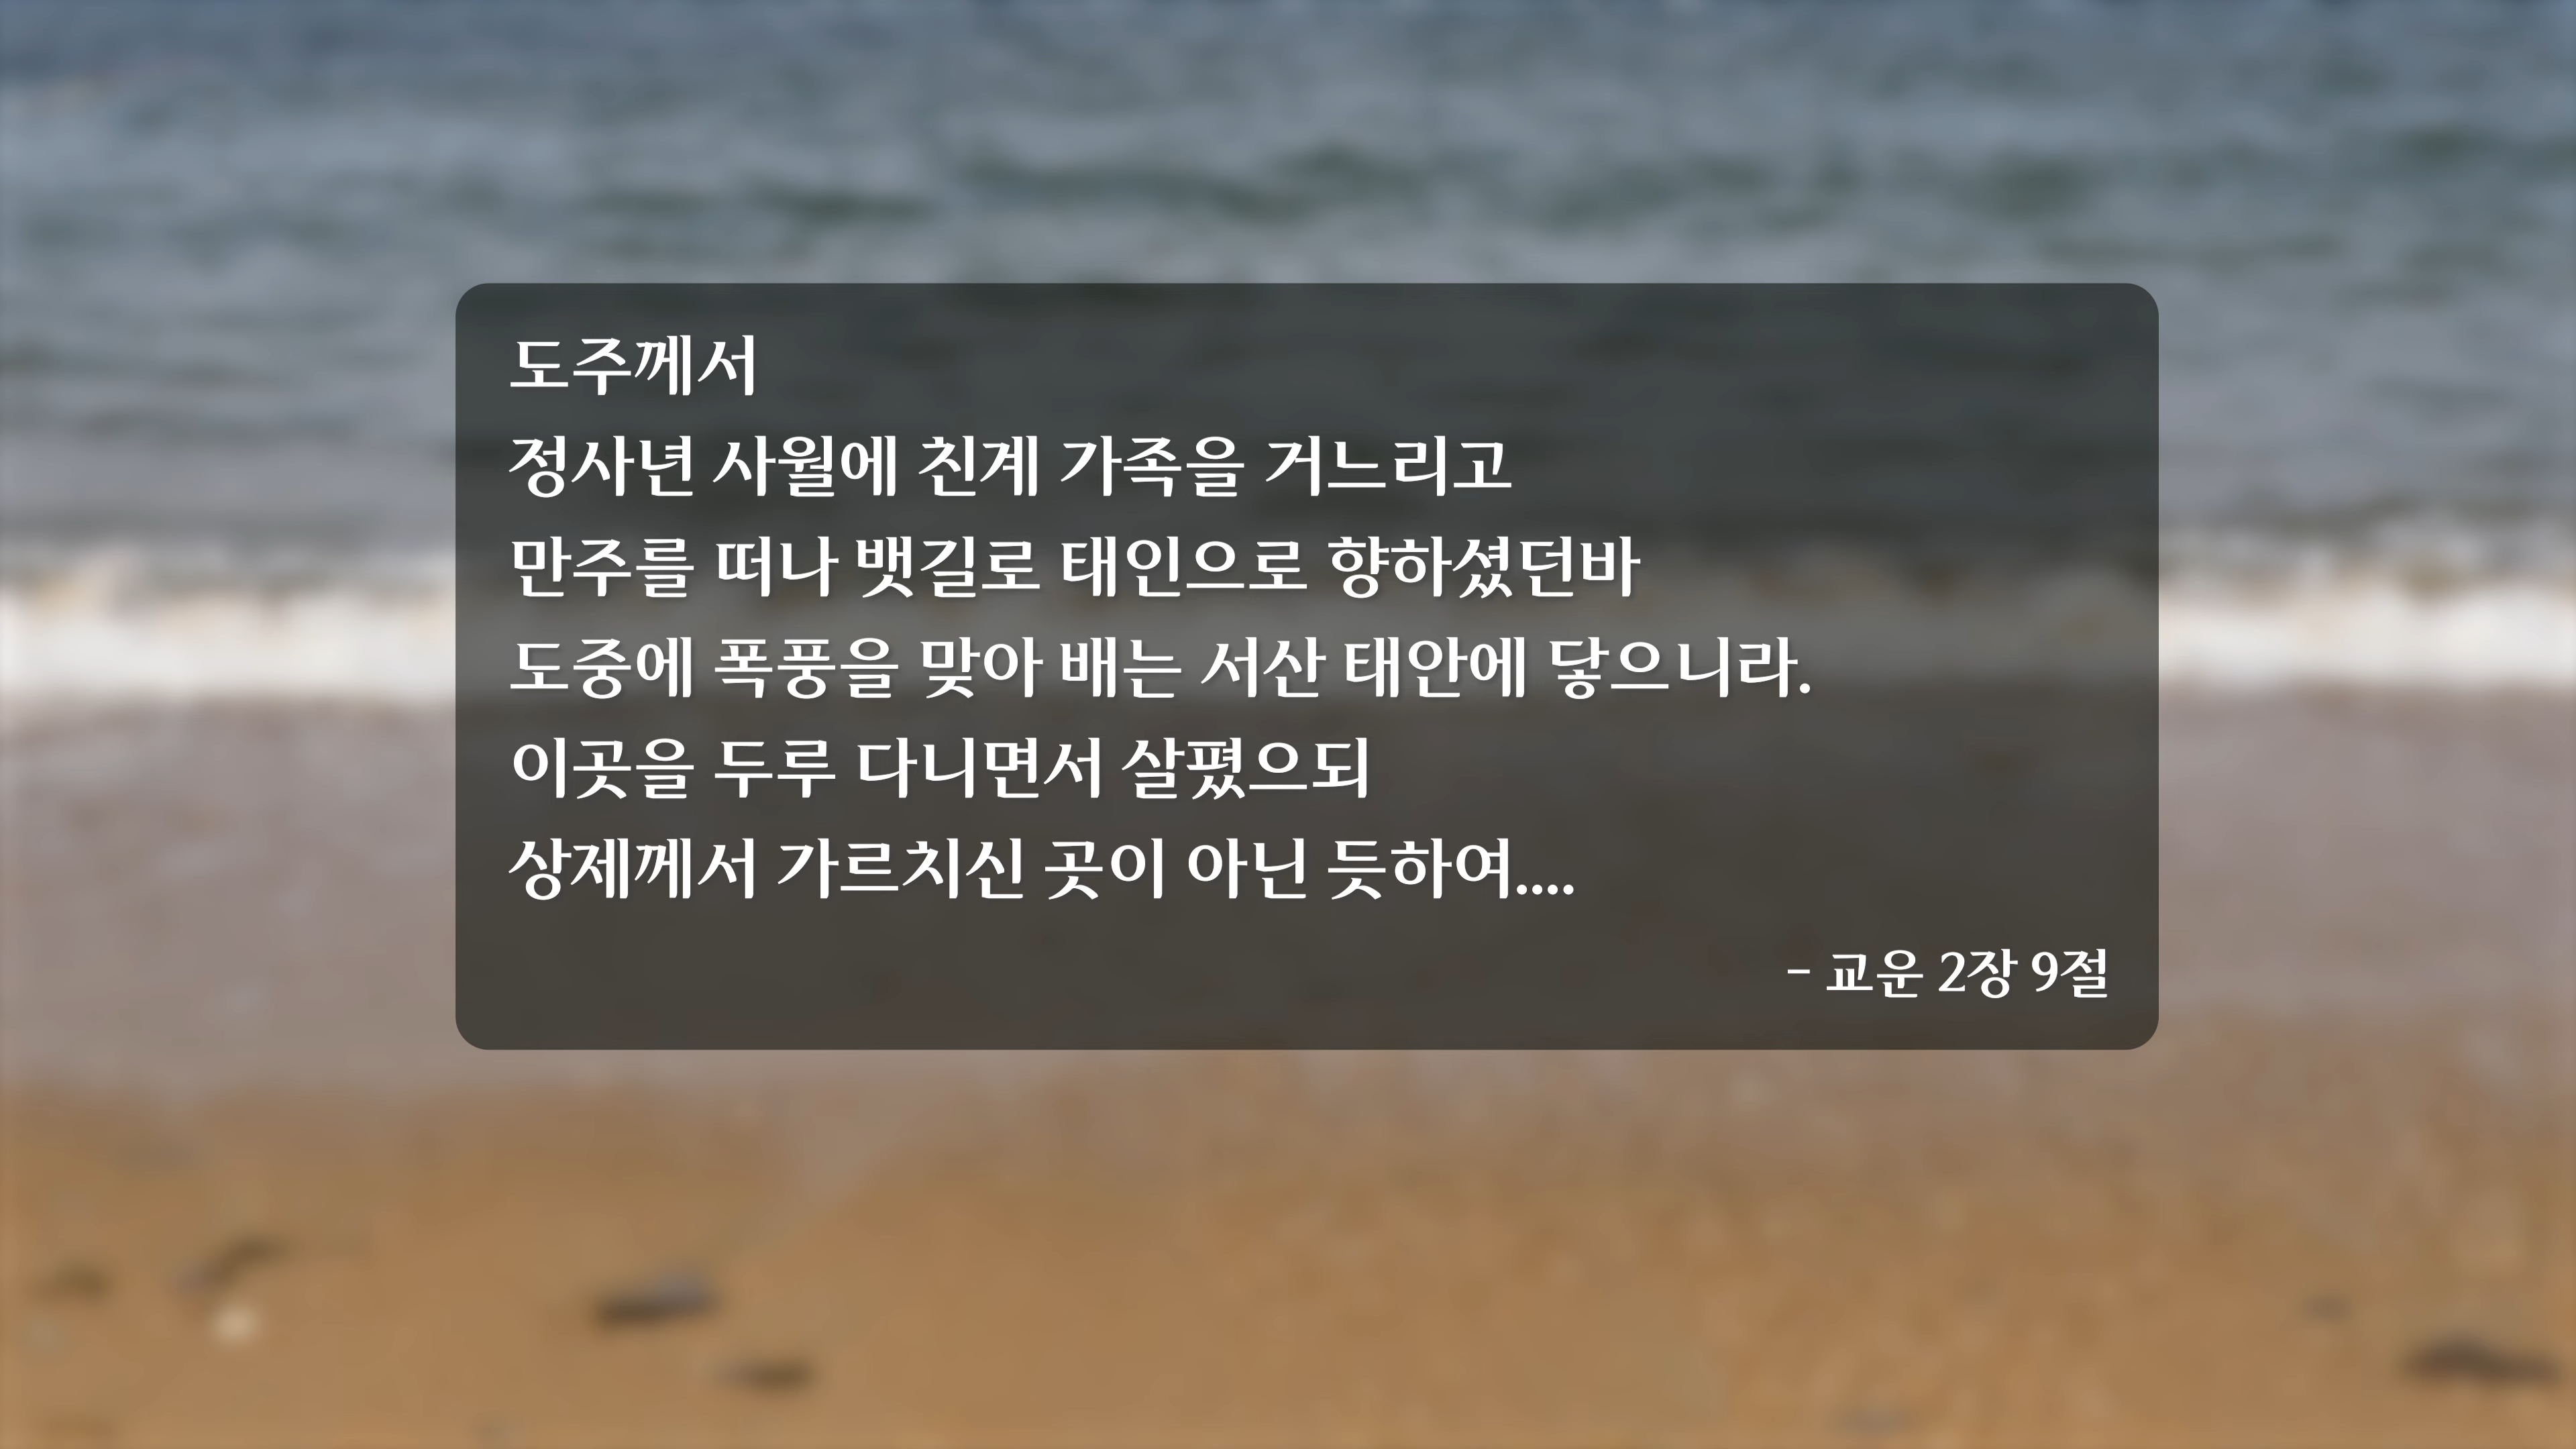 도주께서
정사년 사월에 친계 가족을 거느리고
만주를 떠나 뱃길로 태인으로 향하셨던바
도중에 폭풍을 맞아 배는 서산 태안에 닿으니라.
이곳을 두루 다니면서 살폈으되
상제께서 가르치신 곳이 아닌 듯하여....
- 교운 2장 9절